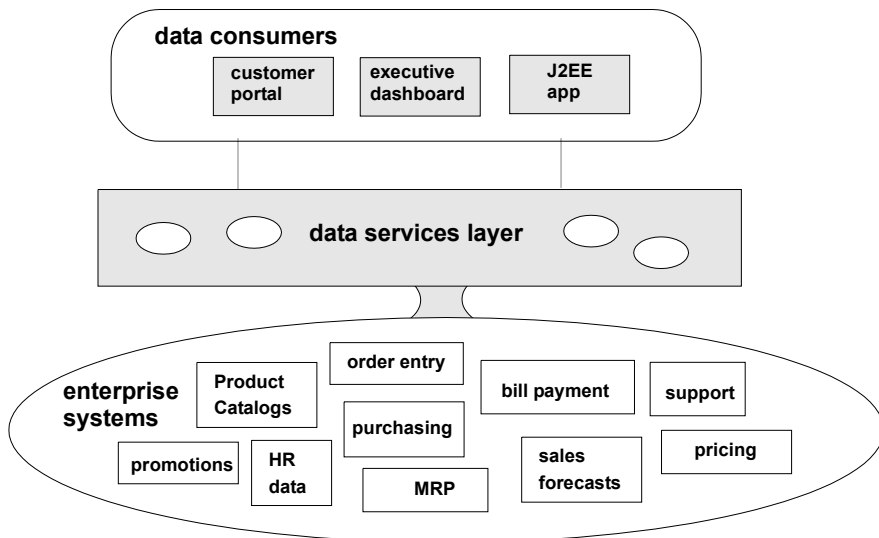 data consumers
customer
portal
executive
dashboard
J2EE
app
data services layer
enterprise
systems
Product
Catalogs
order entry
bill payment
support
purchasing
promotions
HR
data
MRP
sales
forecasts
pricing